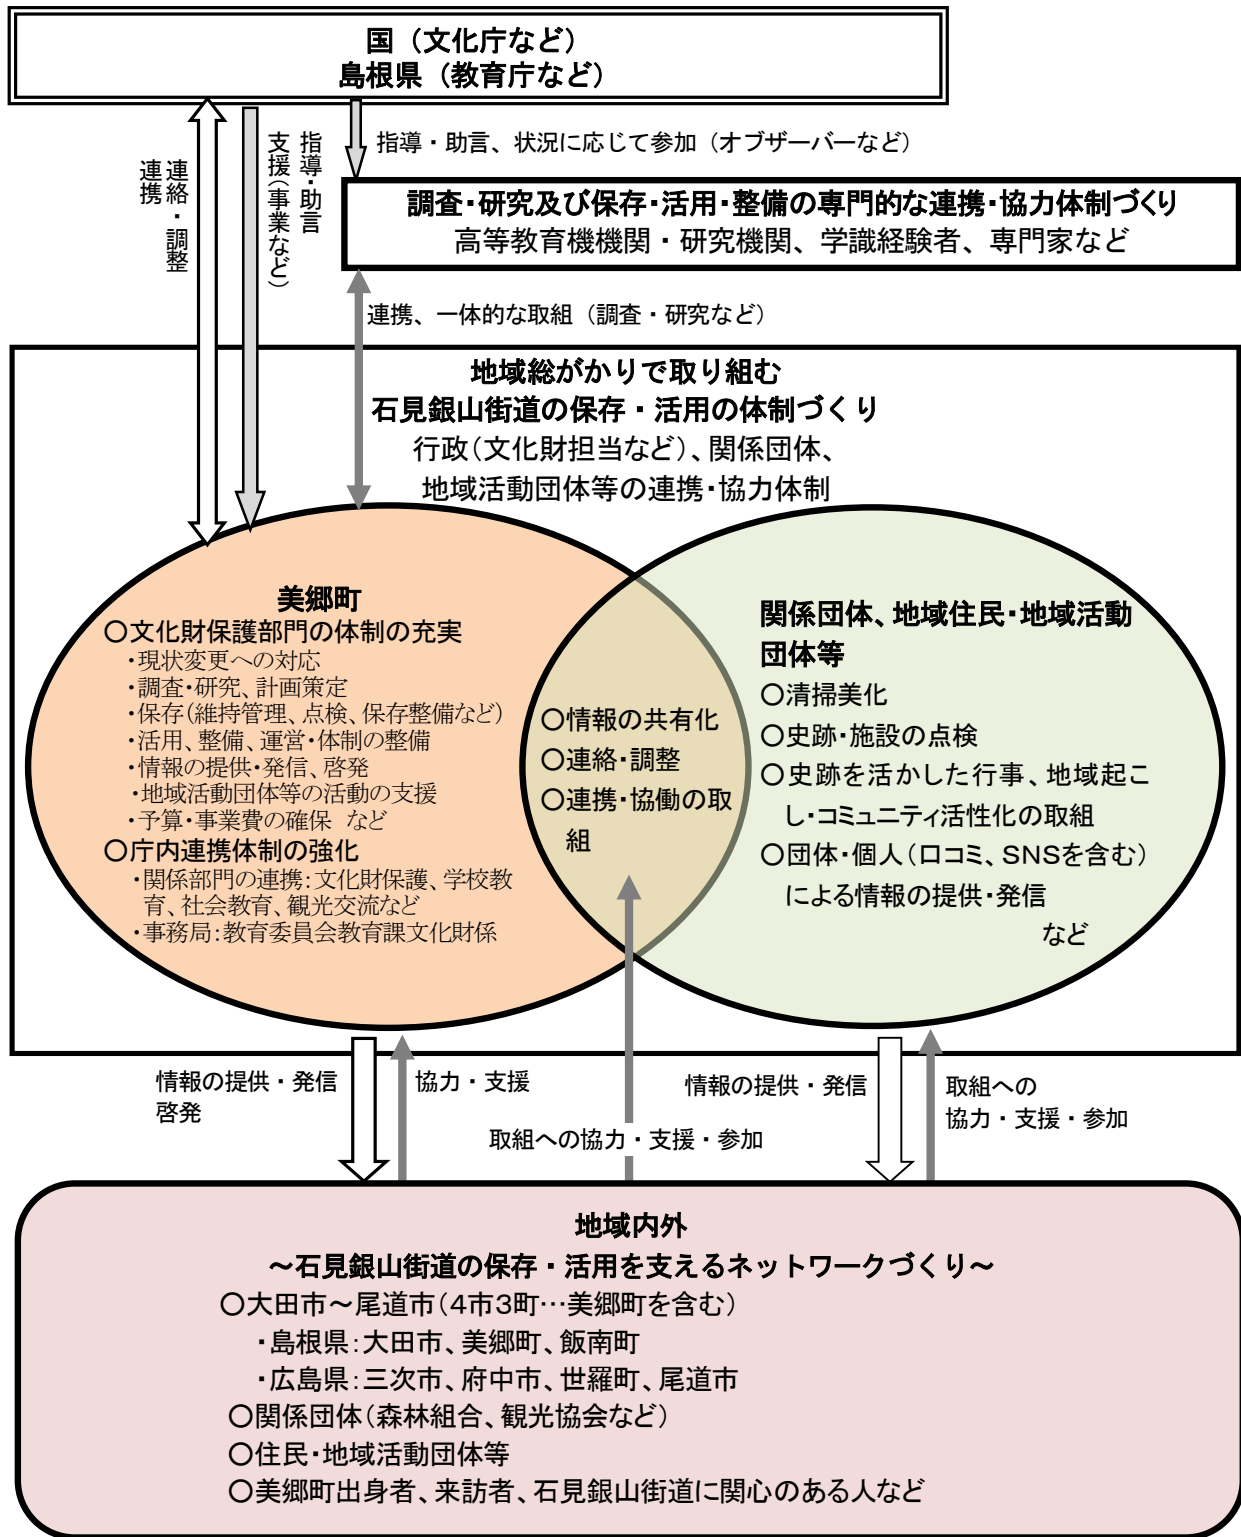 国（文化庁など）
島根県（教育庁など）
連絡・調整
連携
指導・助言
支援（事業など）
指導・助言、状況に応じて参加（オブザーバーなど）
調査・研究及び保存・活用・整備の専門的な連携・協力体制づくり
高等教育機機関・研究機関、学識経験者、専門家など
連携、一体的な取組（調査・研究など）
地域総がかりで取り組む
石見銀山街道の保存・活用の体制づくり
行政（文化財担当など）、関係団体、
地域活動団体等の連携・協力体制
美郷町
〇文化財保護部門の体制の充実
・現状変更への対応
・調査・研究、計画策定
・保存（維持管理、点検、保存整備など）
・活用、整備、運営・体制の整備
・情報の提供・発信、啓発
・地域活動団体等の活動の支援
・予算・事業費の確保　など
〇庁内連携体制の強化
・関係部門の連携：文化財保護、学校教
育、社会教育、観光交流など
・事務局：教育委員会教育課文化財係
〇情報の共有化
〇連絡・調整
〇連携・協働の取
組
関係団体、地域住民・地域活動
団体等
〇清掃美化
〇史跡・施設の点検
〇史跡を活かした行事、地域起こ
し・コミュニティ活性化の取組
〇団体・個人（口コミ、SNSを含む）
による情報の提供・発信
など
情報の提供・発信
啓発
協力・支援
取組への協力・支援・参加
情報の提供・発信
取組への
協力・支援・参加
地域内外
～石見銀山街道の保存・活用を支えるネットワークづくり～
〇大田市～尾道市（4市3町…美郷町を含む）
・島根県：大田市、美郷町、飯南町
・広島県：三次市、府中市、世羅町、尾道市
〇関係団体（森林組合、観光協会など）
〇住民・地域活動団体等
〇美郷町出身者、来訪者、石見銀山街道に関心のある人など